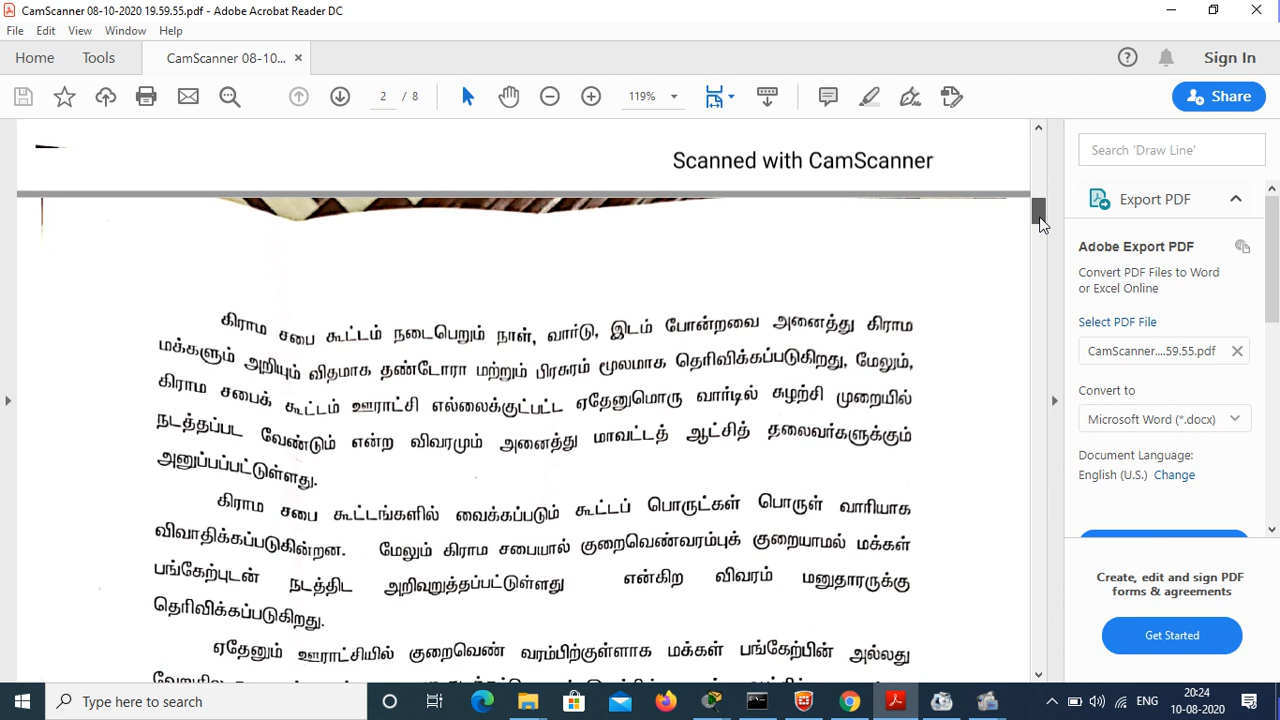 CamScanner 08-10-2020 19.59.55.pdf - Adobe Acrobat Reader DC
File Edit View Window Help
Home Tools CamScanner 08-10... × ? Sign In
2 / 8 119% Share
Scanned with CamScanner
கிராம சபை கூட்டம் நடைபெறும் நாள், வார்டு, இடம் போன்றவை அனைத்து கிராம
மக்களும் அறியும் விதமாக தண்டோரா மற்றும் பிரசுரம் மூலமாக தெரிவிக்கப்படுகிறது, மேலும்,
கிராம சபைக் கூட்டம் ஊராட்சி எல்லைக்குட்பட்ட ஏதேனுமொரு வார்டில் சுழற்சி முறையில்
நடத்தப்பட வேண்டும் என்ற விவரமும் அனைத்து மாவட்டத் ஆட்சித் தலைவர்களுக்கும்
அனுப்பப்பட்டுள்ளது.
கிராம சபை கூட்டங்களில் வைக்கப்படும் கூட்டப் பொருட்கள் பொருள் வாரியாக
விவாதிக்கப்படுகின்றன. மேலும் கிராம சபையால் குறைவெண்வரம்புக் குறையாமல் மக்கள்
பங்கேற்புடன் நடத்திட அறிவுறுத்தப்பட்டுள்ளது என்கிற விவரம் மனுதாரருக்கு
தெரிவிக்கப்படுகிறது.
ஏதேனும் ஊராட்சியில் குறைவெண் வரம்பிற்குள்ளாக மக்கள் பங்கேற்பின் அல்லது
Search 'Draw Line'
Export PDF
Adobe Export PDF
Convert PDF Files to Word
or Excel Online
Select PDF File
CamScanner....59.55.pdf ×
Convert to
Microsoft Word (*.docx)
Document Language:
English (U.S.) Change
Create, edit and sign PDF
forms & agreements
Get Started
Type here to search
ENG
20:24
10-08-2020